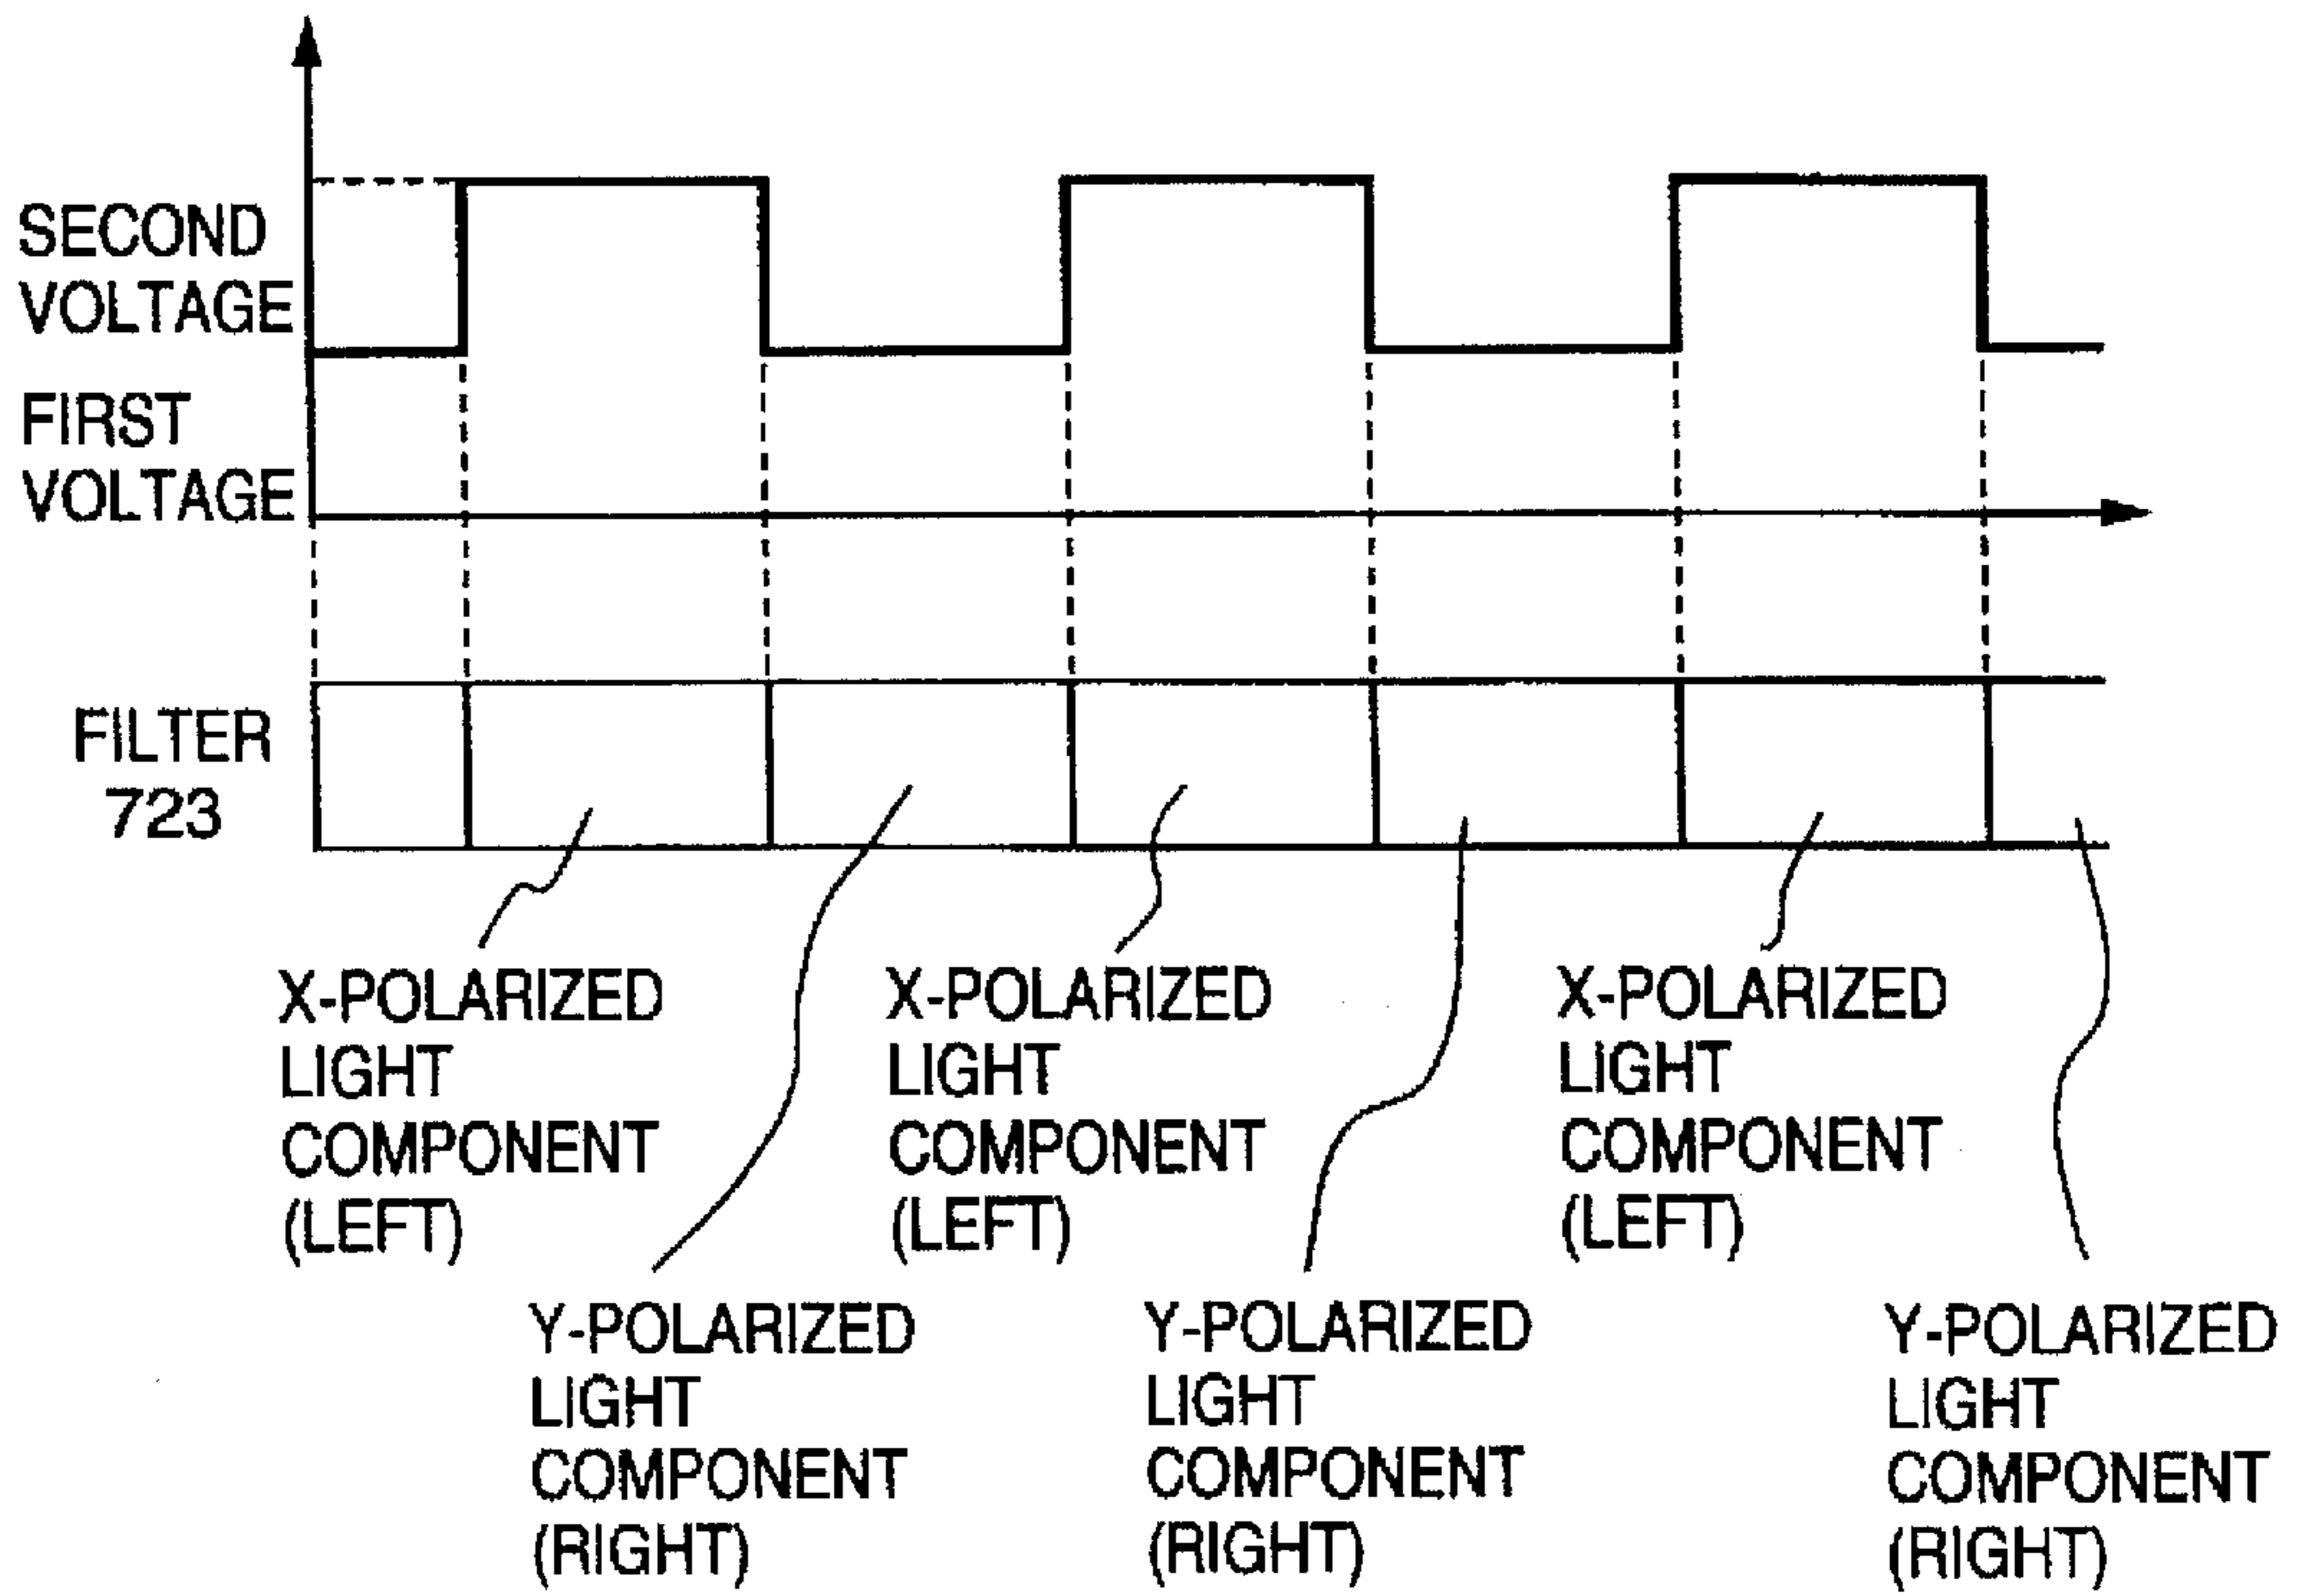 SECOND
VOLTAGE
FIRST
VOLTAGE
FILTER
723
X-POLARIZED
LIGHT
COMPONENT
(LEFT)
Y-POLARIZED
LIGHT
COMPONENT
(RIGHT)
X-POLARIZED
LIGHT
COMPONENT
(LEFT)
Y-POLARIZED
LIGHT
COMPONENT
(RIGHT)
X-POLARIZED
LIGHT
COMPONENT
(LEFT)
Y-POLARIZED
LIGHT
COMPONENT
(RIGHT)